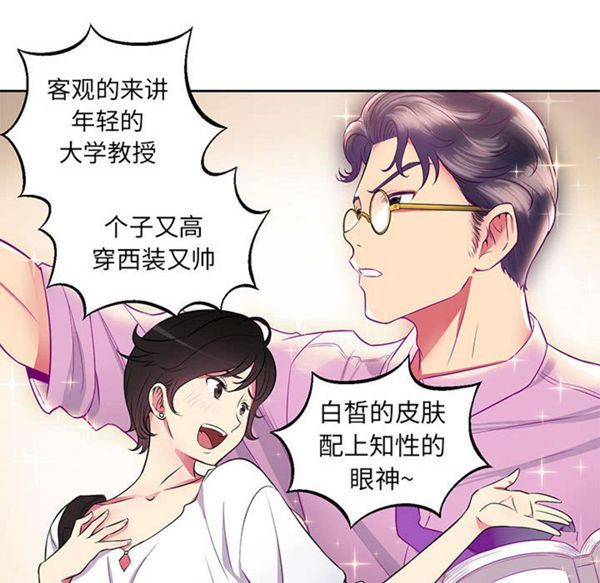 客观的来讲
年轻的
大学教授
个子又高
穿西装又帅
白皙的皮肤
配上知性的
眼神~